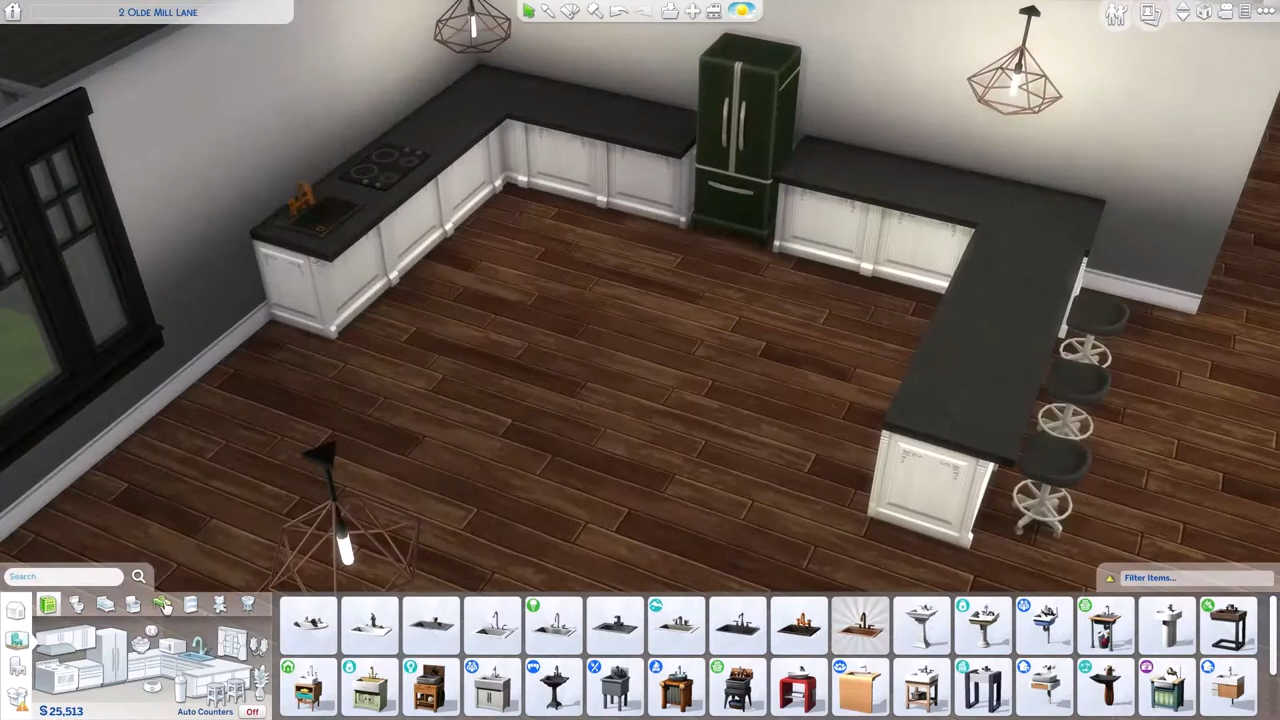 2 OLDE MILL LANE
Search
Filter Items...
§25,513
Auto Counters Off